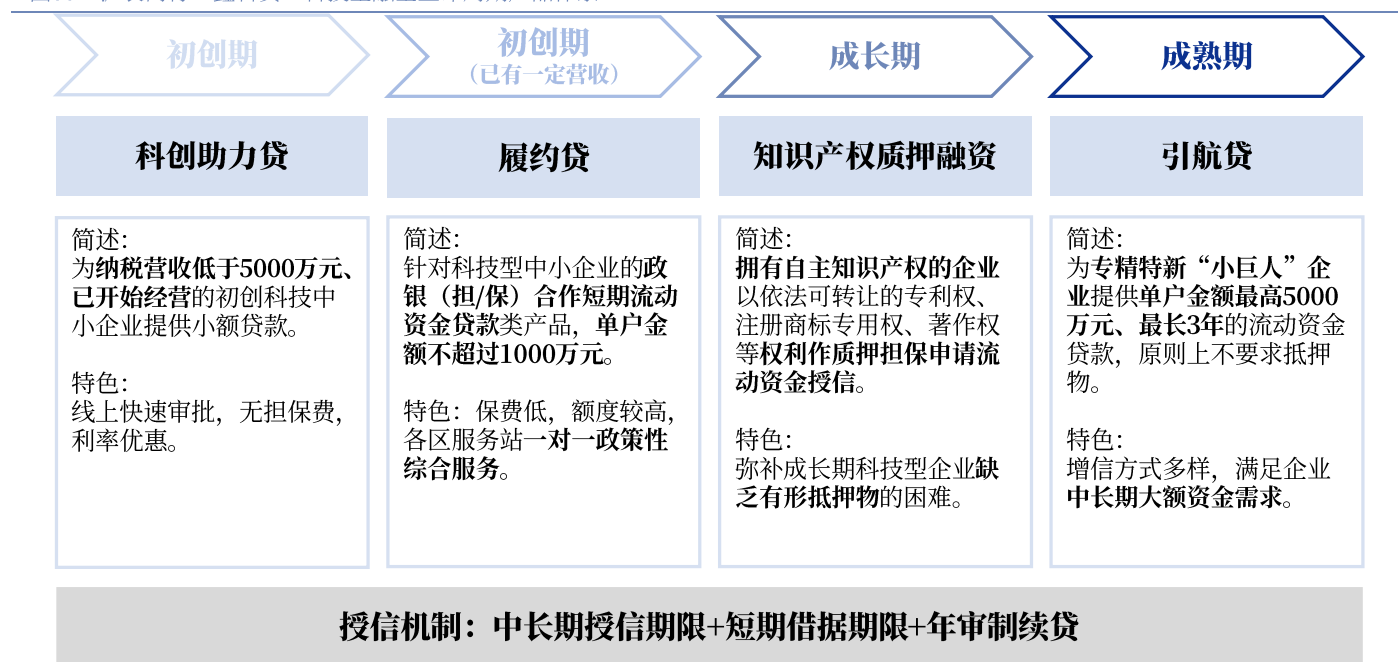 初创期
初创期
（已有一定营收）
成长期
成熟期
科创助力贷
履约贷
知识产权质押融资
引航贷
简述：
为纳税营收低于5000万元、
已开始经营的初创科技中
小企业提供小额贷款。
特色：
线上快速审批，无担保费，
利率优惠。
简述：
针对科技型中小企业的政
银（担/保）合作短期流动
资金贷款类产品，单户金
额不超过1000万元。
特色：保费低，额度较高，
各区服务站一对一政策性
综合服务。
简述：
拥有自主知识产权的企业
以依法可转让的专利权、
注册商标专用权、著作权
等权利作质押担保申请流
动资金授信。
特色：
弥补成长期科技型企业缺
乏有形抵押物的困难。
简述：
为专精特新“小巨人”企
业提供单户金额最高5000
万元、最长3年的流动资金
贷款，原则上不要求抵押
物。
特色：
增信方式多样，满足企业
中长期大额资金需求。
授信机制：中长期授信期限+短期借据期限+年审制续贷